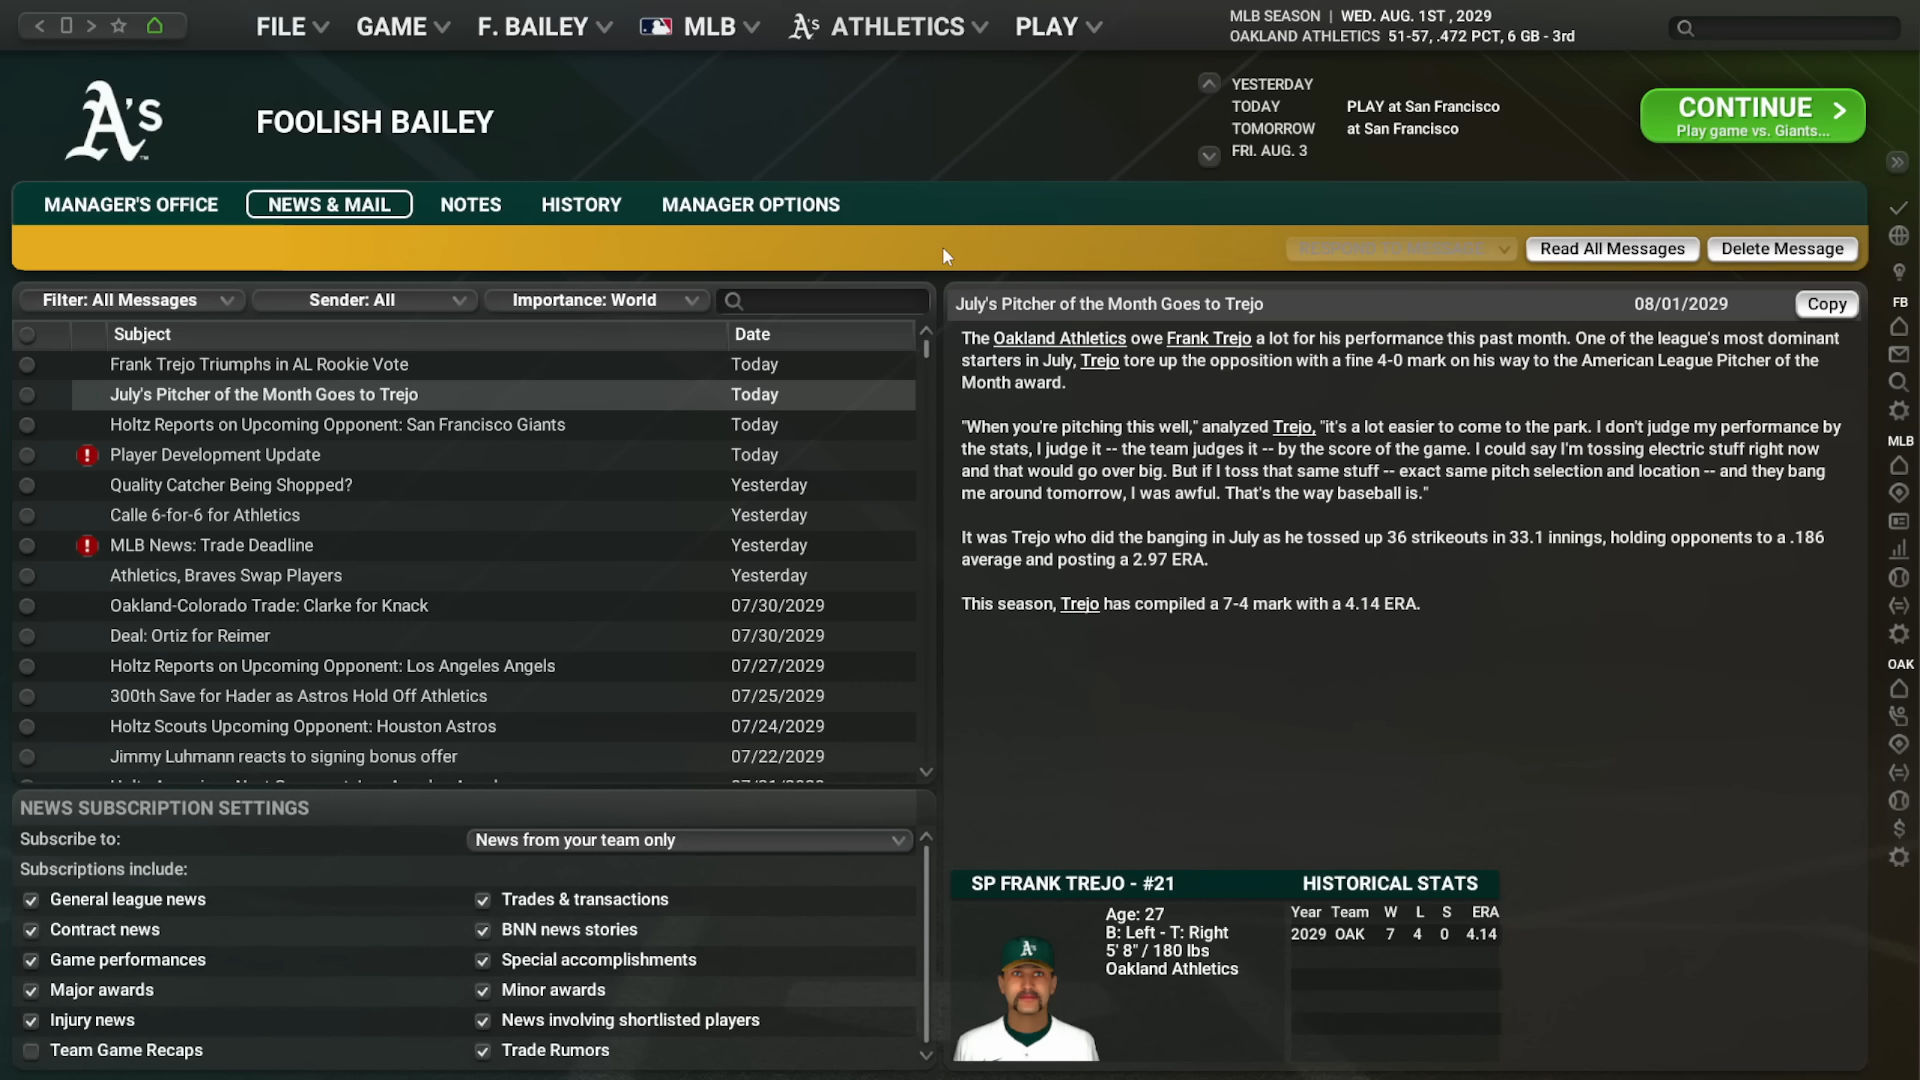 FILE
GAME
F. BAILEY
MLB
A's ATHLETICS
PLAY
MLB SEASON | WED. AUG. 1ST , 2029
OAKLAND ATHLETICS 51-57, .472 PCT, 6 GB - 3rd
A's
FOOLISH BAILEY
YESTERDAY
TODAY PLAY at San Francisco
TOMORROW at San Francisco
FRI. AUG. 3
CONTINUE
Play game vs. Giants...
MANAGER'S OFFICE
NEWS & MAIL
NOTES
HISTORY
MANAGER OPTIONS
RESPOND TO MESSAGE
Read All Messages
Delete Message
Filter: All Messages
Sender: All
Importance: World
Subject Date
Frank Trejo Triumphs in AL Rookie Vote Today
July's Pitcher of the Month Goes to Trejo Today
Holtz Reports on Upcoming Opponent: San Francisco Giants Today
! Player Development Update Today
Quality Catcher Being Shopped? Yesterday
Calle 6-for-6 for Athletics Yesterday
! MLB News: Trade Deadline Yesterday
Athletics, Braves Swap Players Yesterday
Oakland-Colorado Trade: Clarke for Knack 07/30/2029
Deal: Ortiz for Reimer 07/30/2029
Holtz Reports on Upcoming Opponent: Los Angeles Angels 07/27/2029
300th Save for Hader as Astros Hold Off Athletics 07/25/2029
Holtz Scouts Upcoming Opponent: Houston Astros 07/24/2029
Jimmy Luhmann reacts to signing bonus offer 07/22/2029
NEWS SUBSCRIPTION SETTINGS
Subscribe to: News from your team only
Subscriptions include:
General league news Trades & transactions
Contract news BNN news stories
Game performances Special accomplishments
Major awards Minor awards
Injury news News involving shortlisted players
Team Game Recaps Trade Rumors
July's Pitcher of the Month Goes to Trejo 08/01/2029 Copy
The Oakland Athletics owe Frank Trejo a lot for his performance this past month. One of the league's most dominant
starters in July, Trejo tore up the opposition with a fine 4-0 mark on his way to the American League Pitcher of the
Month award.
"When you're pitching this well," analyzed Trejo, "it's a lot easier to come to the park. I don't judge my performance by
the stats, I judge it -- the team judges it -- by the score of the game. I could say I'm tossing electric stuff right now
and that would go over big. But if I toss that same stuff -- exact same pitch selection and location -- and they bang
me around tomorrow, I was awful. That's the way baseball is."
It was Trejo who did the banging in July as he tossed up 36 strikeouts in 33.1 innings, holding opponents to a .186
average and posting a 2.97 ERA.
This season, Trejo has compiled a 7-4 mark with a 4.14 ERA.
SP FRANK TREJO - #21
Age: 27
B: Left - T: Right
5' 8" / 180 lbs
Oakland Athletics
HISTORICAL STATS
Year Team W L S ERA
2029 OAK 7 4 0 4.14
FB
MLB
OAK